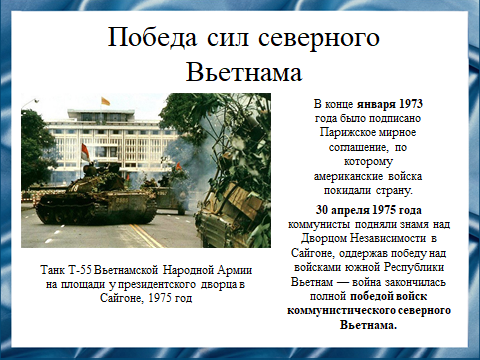 Победа сил северного
Вьетнама
В конце января 1973
года было подписано
Парижское мирное
соглашение, по
которому
американские войска
покидали страну.
30 апреля 1975 года
коммунисты подняли знамя над
Дворцом Независимости в
Сайгоне, одержав победу над
войсками южной Республики
Вьетнам — война закончилась
полной победой войск
коммунистического северного
Вьетнама.
Танк Т-55 Вьетнамской Народной Армии
на площади у президентского дворца в
Сайгоне, 1975 год